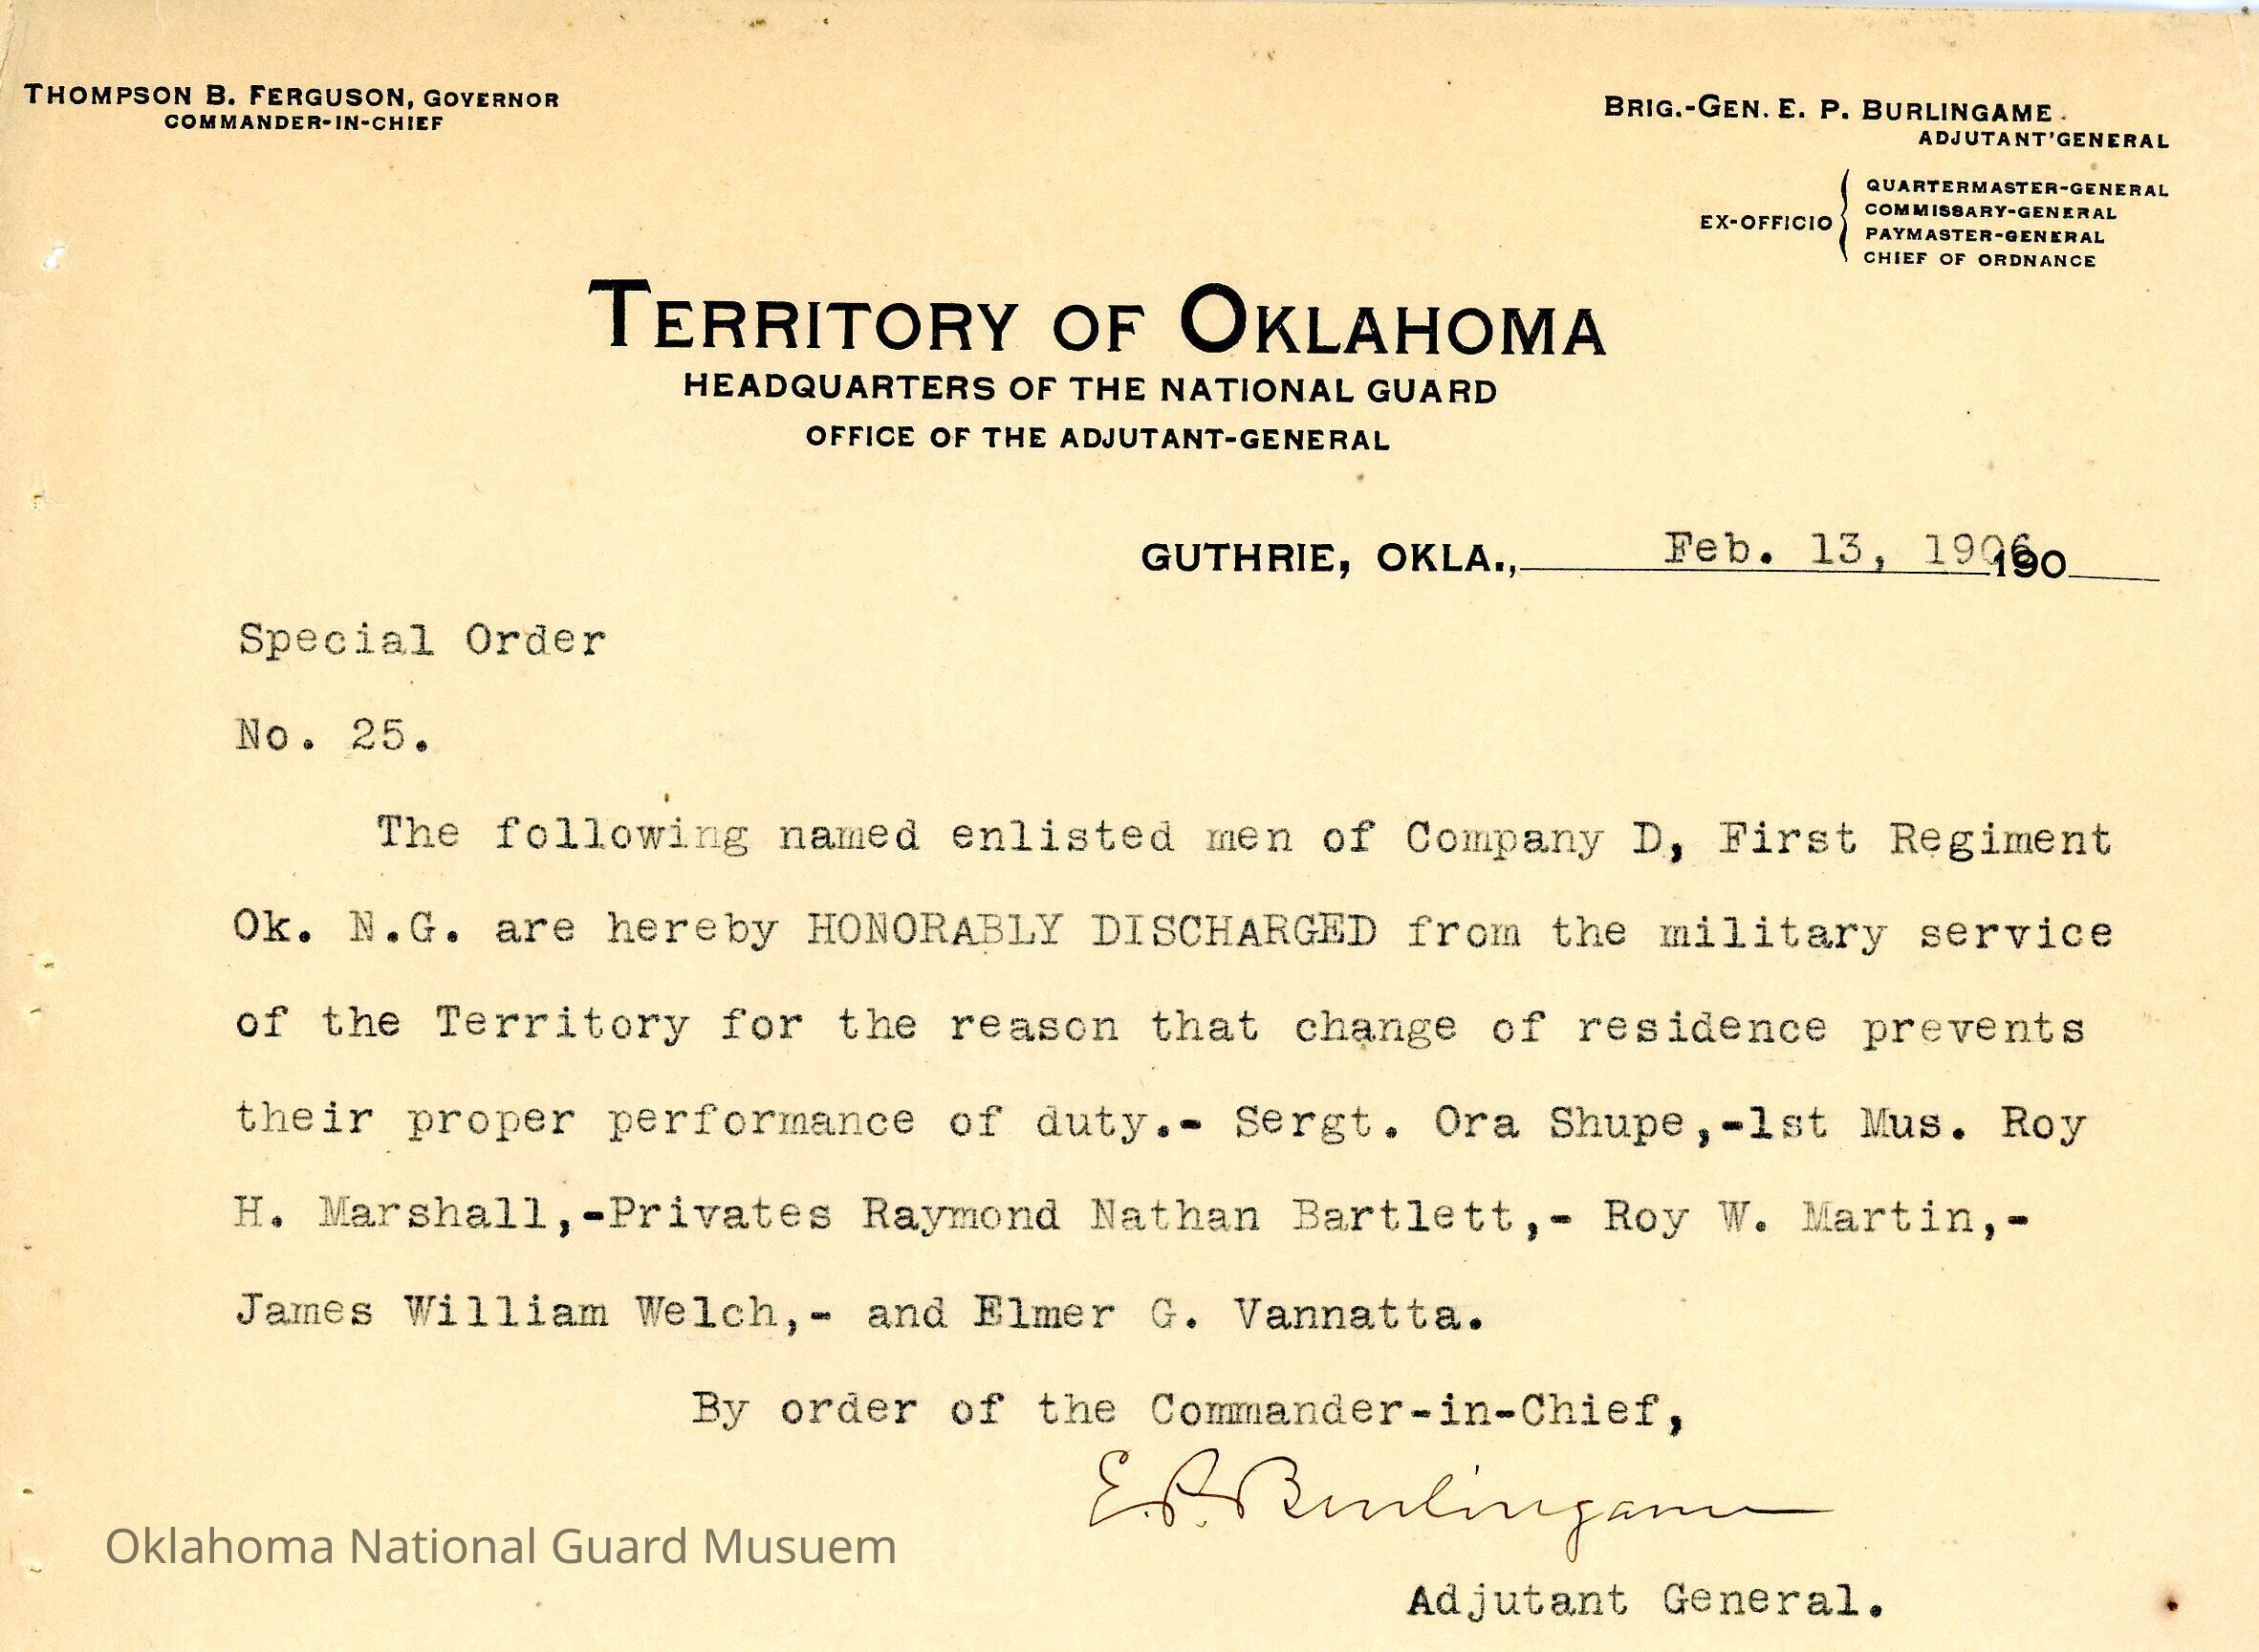 THOMPSON B. FERGUSON, GOVERNOR
COMMANDER-IN-CHIEF
BRIG.-GEN. E. P. BURLINGAME
ADJUTANT'GENERAL
EX-OFFICIO
QUARTERMASTER-GENERAL
COMMISSARY-GENERAL
PAYMASTER-GENERAL
CHIEF OF ORDNANCE
TERRITORY OF OKLAHOMA
HEADQUARTERS OF THE NATIONAL GUARD
OFFICE OF THE ADJUTANT-GENERAL
GUTHRIE, OKLA., Feb. 13, 1906 190
Special Order
No. 25.
The following named enlisted men of Company D, First Regiment
Ok. N.G. are hereby HONORABLY DISCHARGED from the military service
of the Territory for the reason that change of residence prevents
their proper performance of duty.- Sergt. Ora Shupe,-1st Mus. Roy
H. Marshall,-Privates Raymond Nathan Bartlett,- Roy W. Martin,-
James William Welch,- and Elmer G. Vannatta.
By order of the Commander-in-Chief,
E. P. Burlingame
Oklahoma National Guard Musuem
Adjutant General.